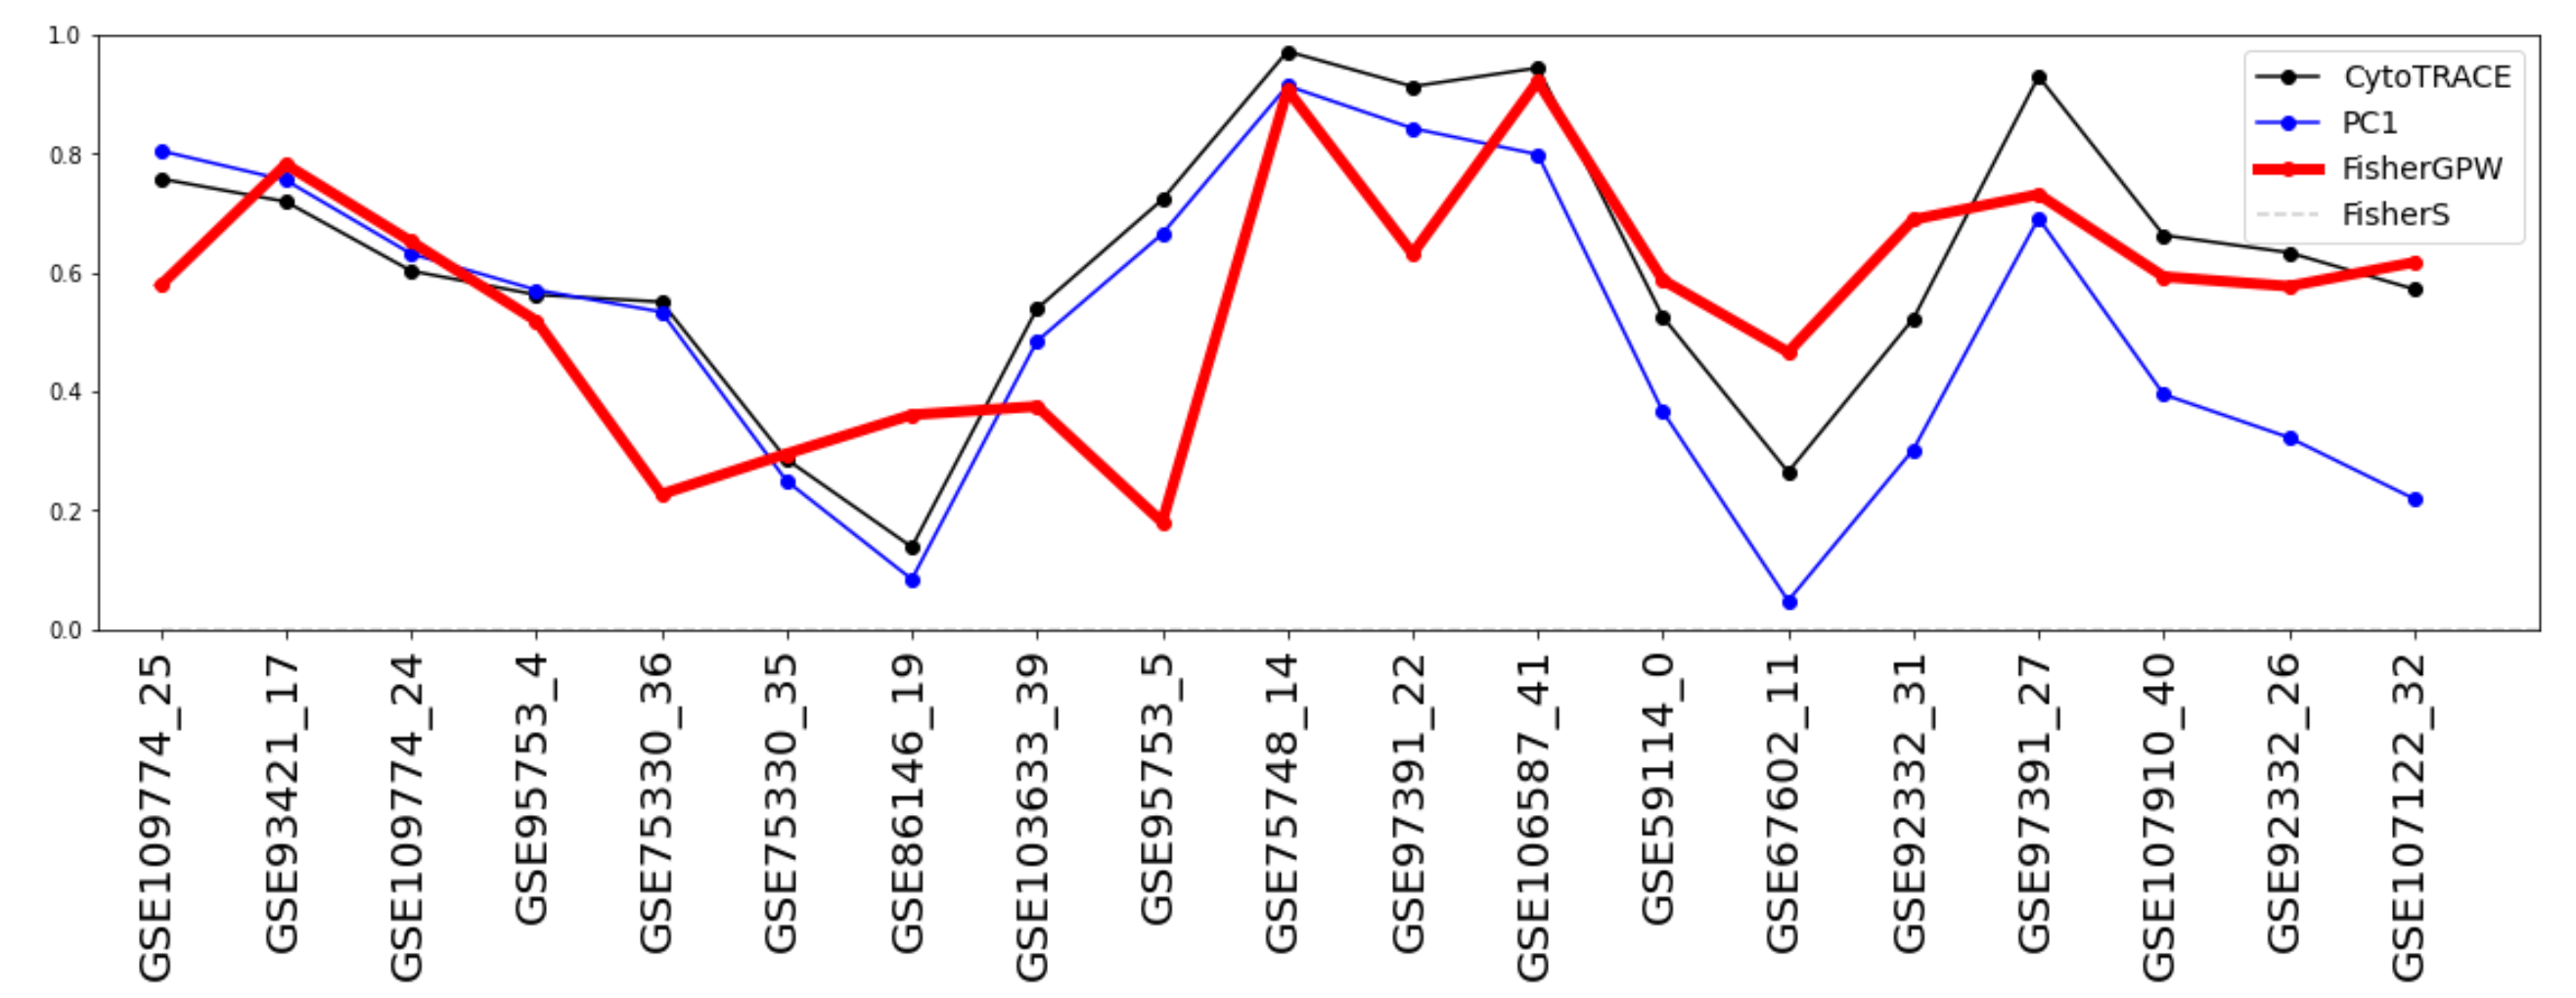 1.0
0.8
0.6
0.4
0.2
0.0
CytoTRACE
PC1
FisherGPW
FisherS
GSE109774_25
GSE93421_17
GSE109774_24
GSE95753_4
GSE75330_36
GSE75330_35
GSE86146_19
GSE103633_39
GSE95753_5
GSE75748_14
GSE97391_22
GSE106587_41
GSE59114_0
GSE67602_11
GSE92332_31
GSE97391_27
GSE107910_40
GSE92332_26
GSE107122_32